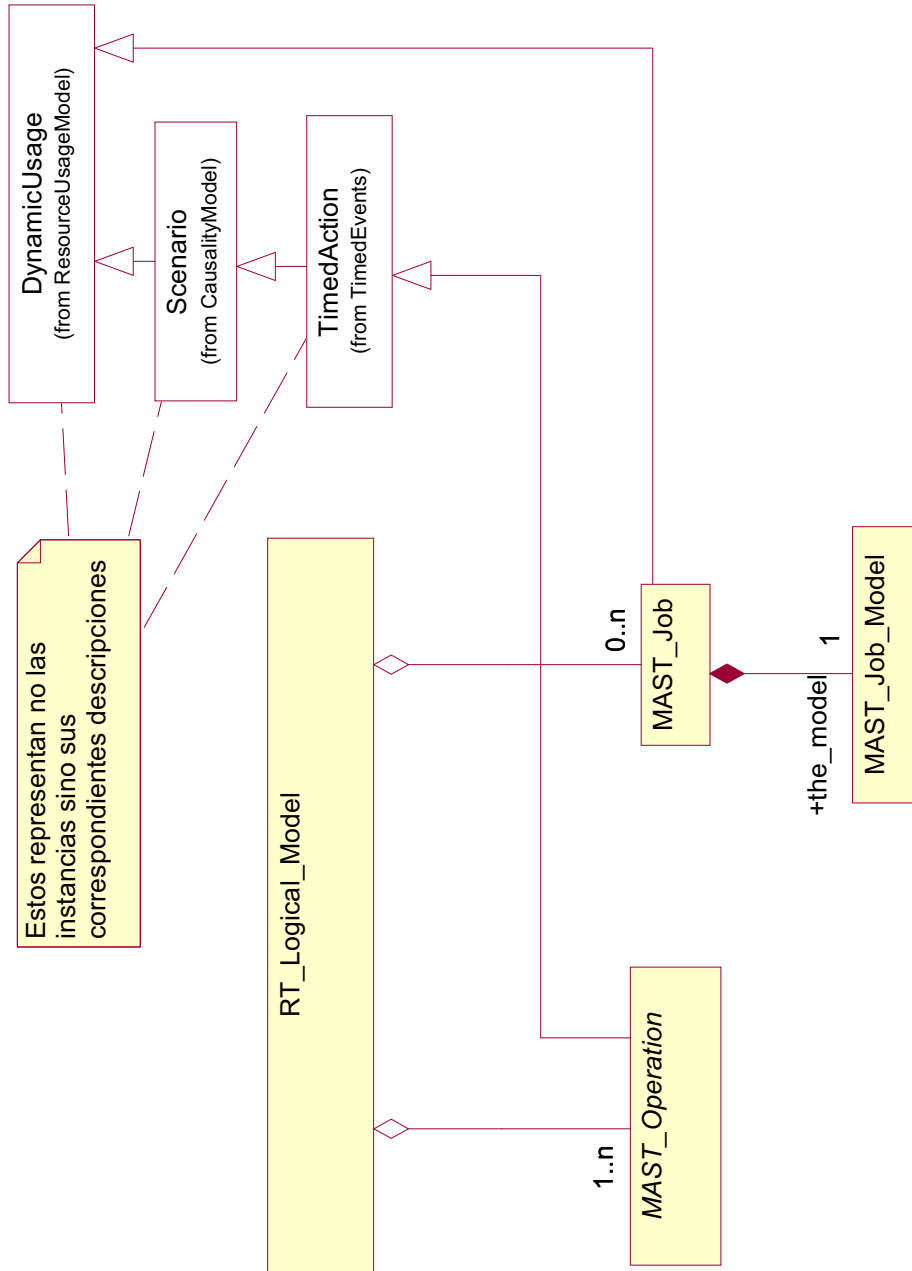 Estos representan no las
instancias sino sus
correspondientes descripciones
DynamicUsage
(from ResourceUsageModel)
Scenario
(from CausalityModel)
TimedAction
(from TimedEvents)
RT_Logical_Model
1..n
0..n
MAST_Operation
MAST_Job
+the_model
1
MAST_Job_Model